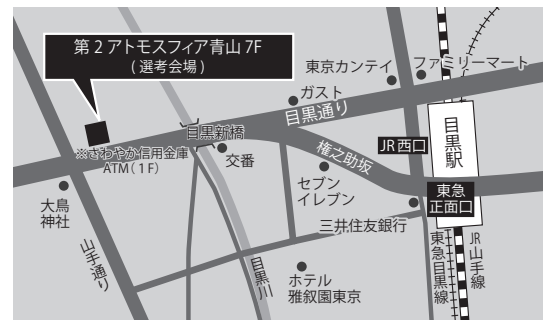 第2アトモスフィア青山 7F
(選考会場)
東京カンテイ
ファミリーマート
ガスト
目黒通り
目黒新橋
※さわやか信用金庫
ATM(1F)
交番
権之助坂
JR西口
目黒駅
セブン
イレブン
東急
正面口
大鳥
神社
三井住友銀行
山手通り
目黒川
ホテル
雅叙園東京
東急目黒線
JR山手線